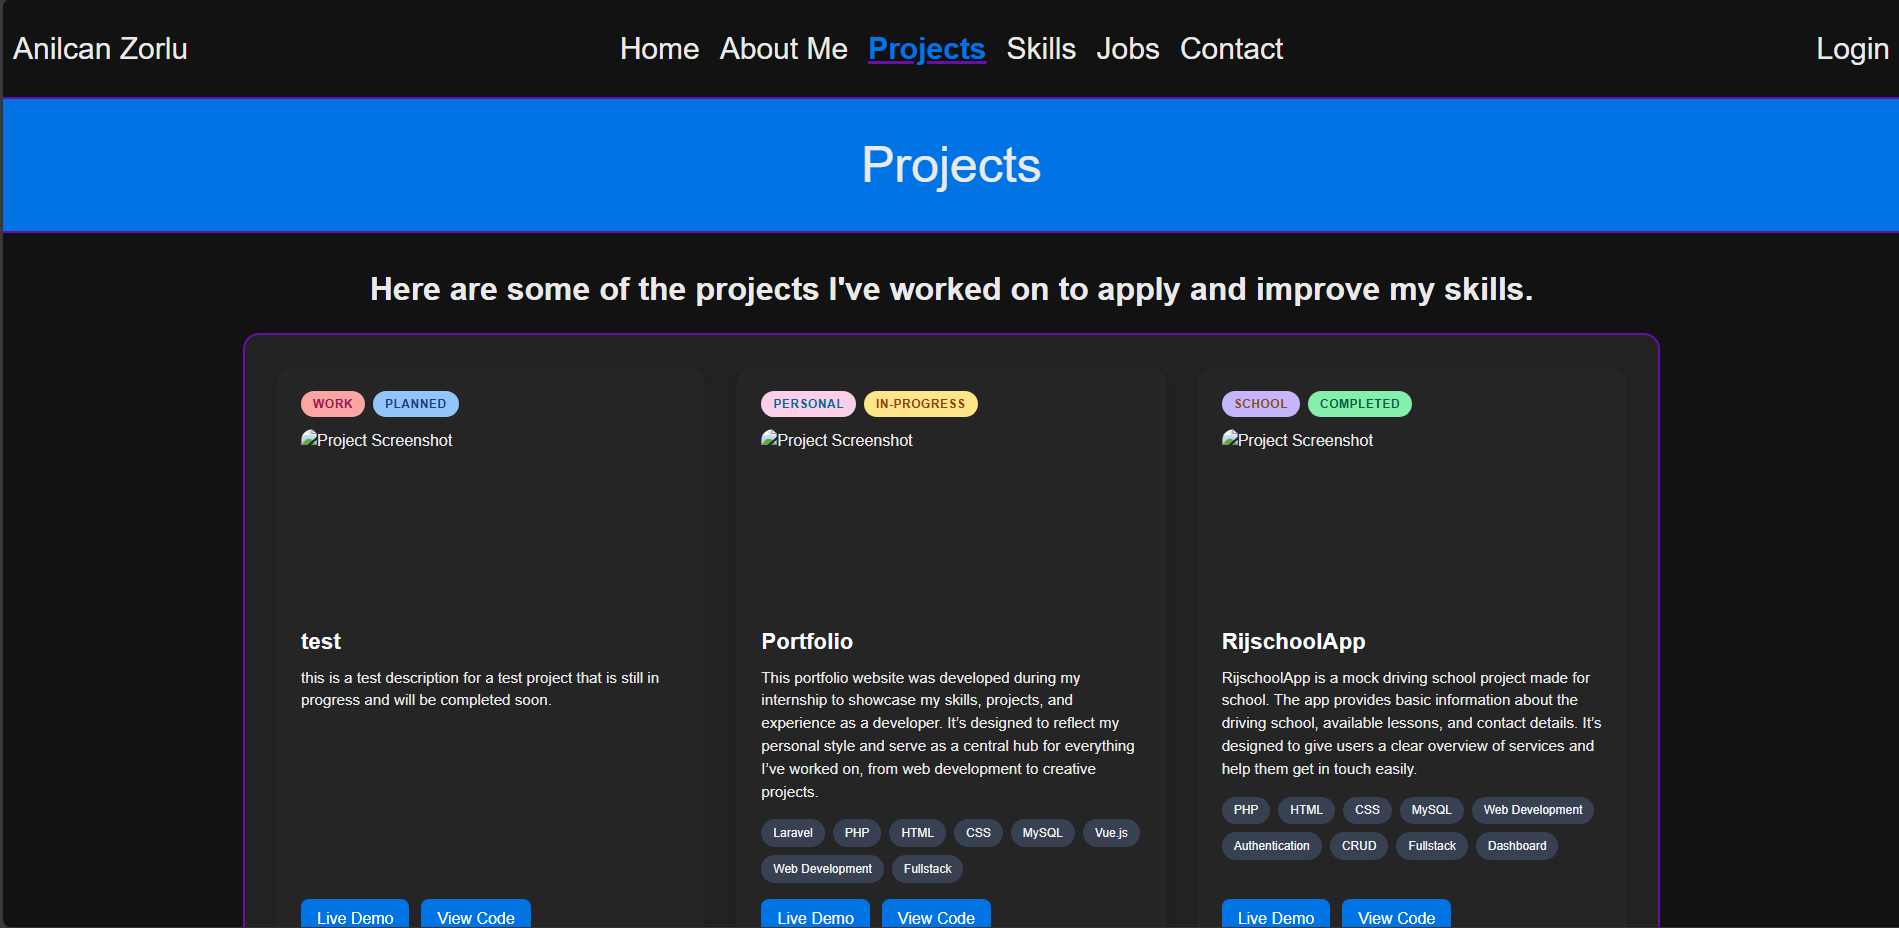 Anilcan Zorlu
Home About Me Projects Skills Jobs Contact
Login
Projects
Here are some of the projects I've worked on to apply and improve my skills.
WORK PLANNED
Project Screenshot
test
this is a test description for a test project that is still in
progress and will be completed soon.
Live Demo View Code
PERSONAL IN-PROGRESS
Project Screenshot
Portfolio
This portfolio website was developed during my
internship to showcase my skills, projects, and
experience as a developer. It’s designed to reflect my
personal style and serve as a central hub for everything
I’ve worked on, from web development to creative
projects.
Laravel PHP HTML CSS MySQL Vue.js
Web Development Fullstack
Live Demo View Code
SCHOOL COMPLETED
Project Screenshot
RijschoolApp
RijschoolApp is a mock driving school project made for
school. The app provides basic information about the
driving school, available lessons, and contact details. It’s
designed to give users a clear overview of services and
help them get in touch easily.
PHP HTML CSS MySQL Web Development
Authentication CRUD Fullstack Dashboard
Live Demo View Code